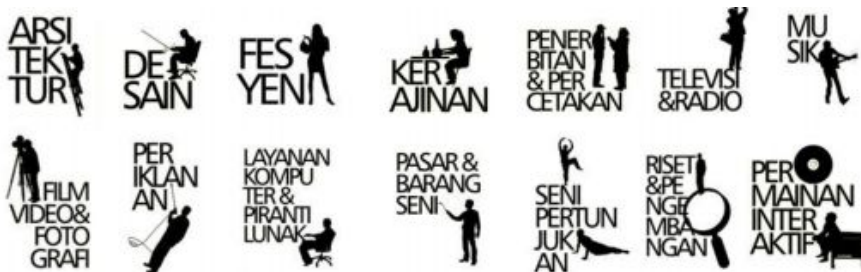 ARSI
TEK
TUR
DE
SAIN
FES
YEN
KER
AJINAN
PENER
BITAN
& PER
CETAKAN
TELEVISI
&RADIO
MU
SIK
FILM
VIDEO&
FOTO
GRAFI
PER
IKLAN
AN
LAYANAN
KOMPU
TER &
PIRANTI
LUNAK
PASAR &
BARANG
SENI
SENI
PERTUN
JUK
AN
RISET
&PE
NGE
MBA
NGAN
PER
MAINAN
INTER
AKTIF